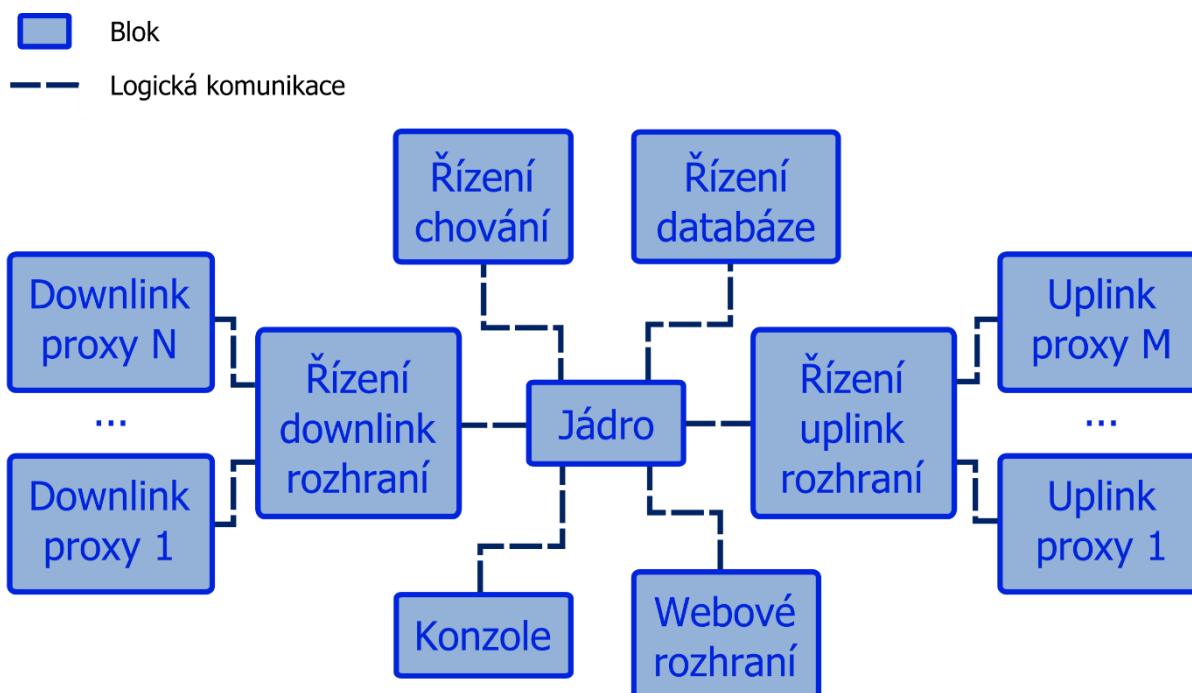 Blok
Logická komunikace
Řízení
chování
Řízení
databáze
Downlink
proxy N
...
Downlink
proxy 1
Řízení
downlink
rozhraní
Jádro
Řízení
uplink
rozhraní
Uplink
proxy M
...
Uplink
proxy 1
Konzole
Webové
rozhraní